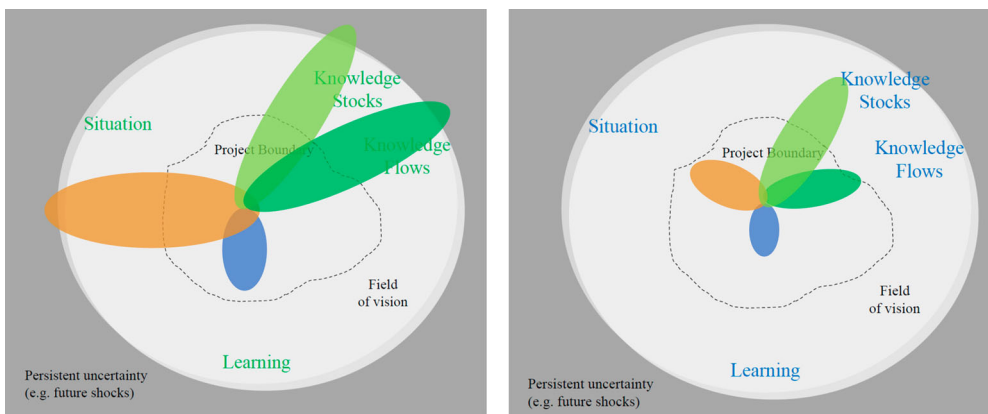 Knowledge
Stocks
Situation
Project Boundary
Knowledge
Flows
Field
of vision
Learning
Persistent uncertainty
(e.g. future shocks)
Knowledge
Stocks
Situation
Project Boundary
Knowledge
Flows
Field
of vision
Learning
Persistent uncertainty
(e.g. future shocks)